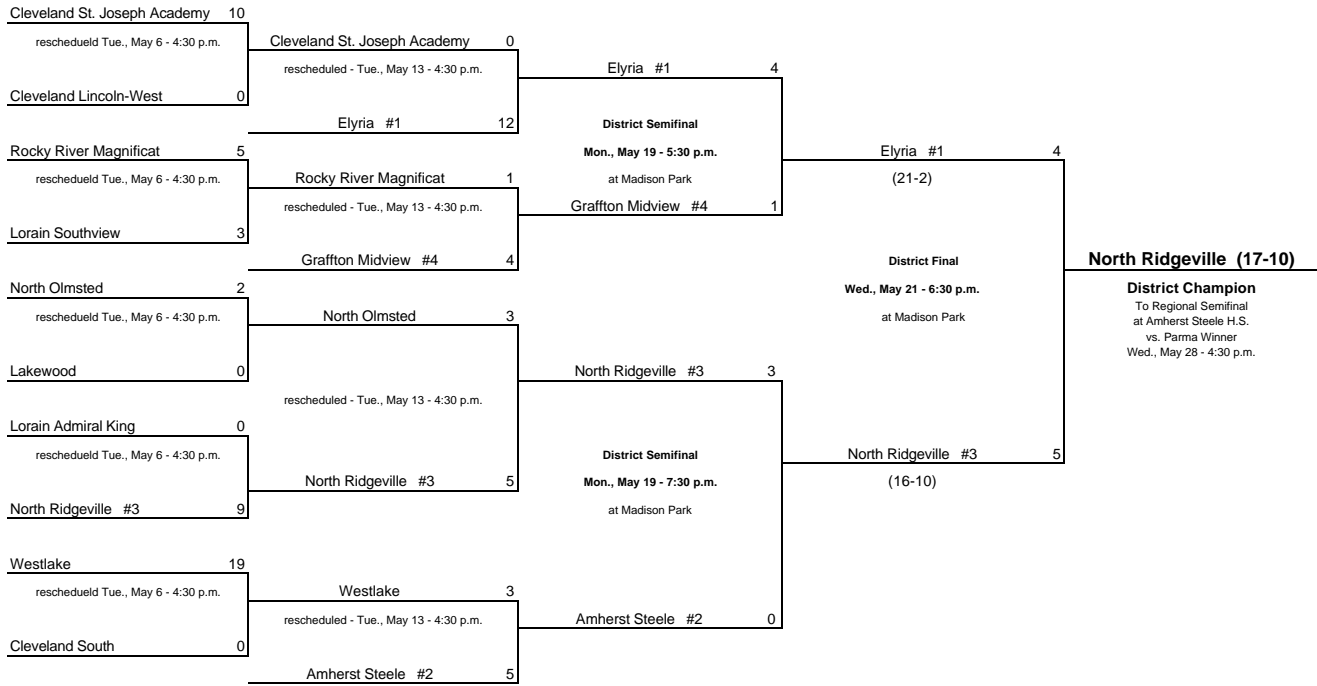 Cleveland St. Joseph Academy 10
reschedueld Tue., May 6 - 4:30 p.m.
Cleveland Lincoln-West 0
Rocky River Magnificat 5
reschedueld Tue., May 6 - 4:30 p.m.
Lorain Southview 3
North Olmsted 2
reschedueld Tue., May 6 - 4:30 p.m.
Lakewood 0
Lorain Admiral King 0
reschedueld Tue., May 6 - 4:30 p.m.
North Ridgeville #3 9
Westlake 19
reschedueld Tue., May 6 - 4:30 p.m.
Cleveland South 0
Cleveland St. Joseph Academy 0
rescheduled - Tue., May 13 - 4:30 p.m.
Elyria #1 12
Rocky River Magnificat 1
rescheduled - Tue., May 13 - 4:30 p.m.
Graffton Midview #4 4
North Olmsted 3
rescheduled - Tue., May 13 - 4:30 p.m.
North Ridgeville #3 5
Westlake 3
rescheduled - Tue., May 13 - 4:30 p.m.
Amherst Steele #2 5
Elyria #1 4
District Semifinal
Mon., May 19 - 5:30 p.m.
at Madison Park
Graffton Midview #4 1
North Ridgeville #3 3
District Semifinal
Mon., May 19 - 7:30 p.m.
at Madison Park
Amherst Steele #2 0
Elyria #1 4
(21-2)
District Final
Wed., May 21 - 6:30 p.m.
at Madison Park
North Ridgeville #3 5
(16-10)
North Ridgeville (17-10)
District Champion
To Regional Semifinal
at Amherst Steele H.S.
vs. Parma Winner
Wed., May 28 - 4:30 p.m.